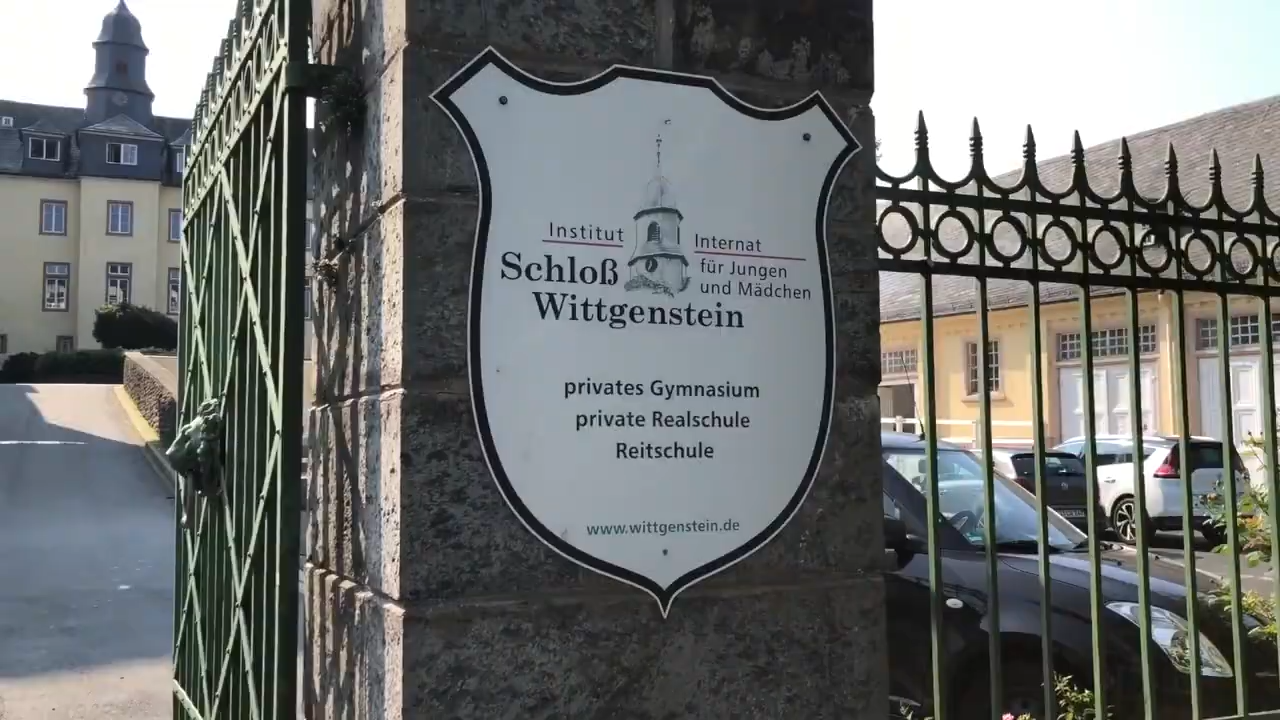 Institut
Internat
Schloß
für Jungen
und Mädchen
Wittgenstein
privates Gymnasium
private Realschule
Reitschule
www.wittgenstein.de